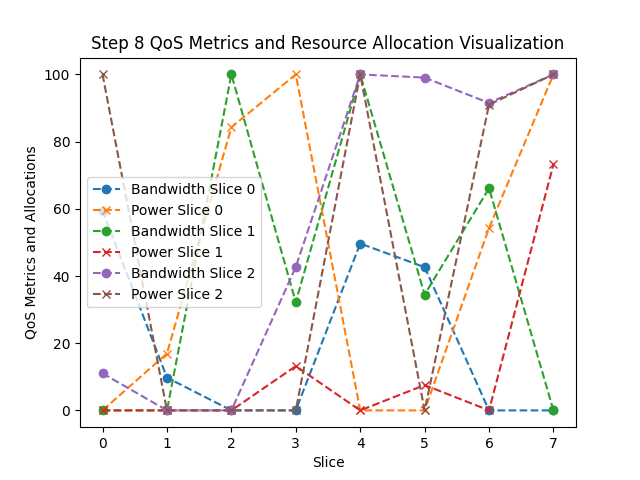 Step 8 QoS Metrics and Resource Allocation Visualization
100
80
60
40
20
0
QoS Metrics and Allocations
Bandwidth Slice 0
Power Slice 0
Bandwidth Slice 1
Power Slice 1
Bandwidth Slice 2
Power Slice 2
0 1 2 3 4 5 6 7
Slice